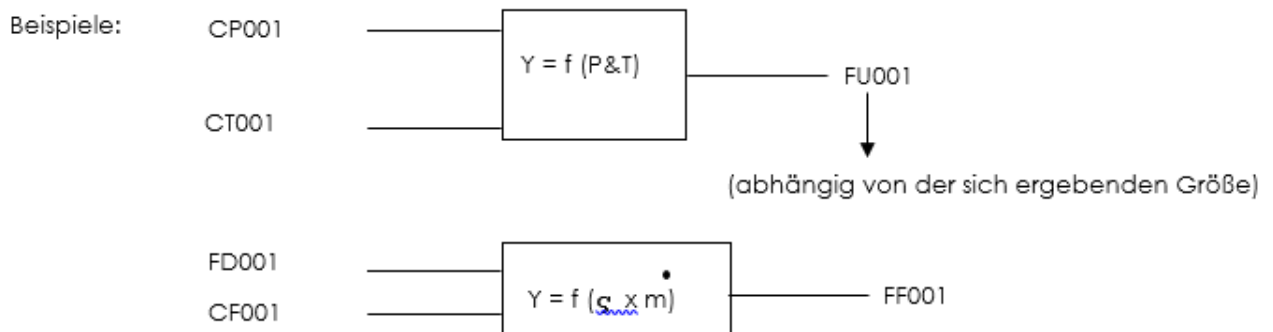 Beispiele:
CP001
Y = f (P&T)
FU001
CT001
(abhängig von der sich ergebenden Größe)
FD001
Y = f (ς x ṁ)
FF001
CF001